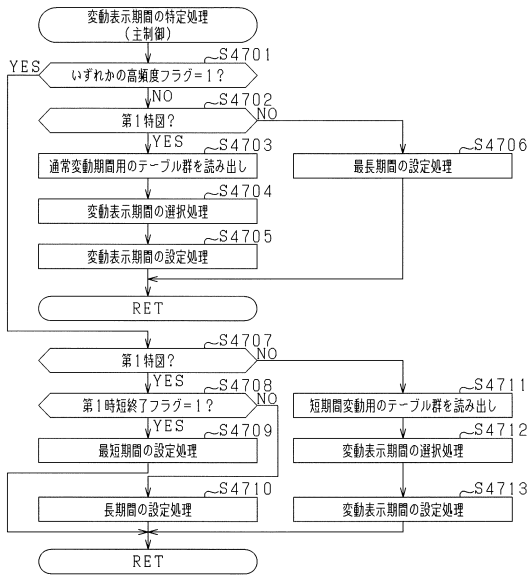 変動表示期間の特定処理
(主制御)
S4701
YES
いずれかの高頻度フラグ=1?
NO
S4702
第1特図?
NO
YES
S4703
通常変動期間用のテーブル群を読み出し
S4706
最長期間の設定処理
S4704
変動表示期間の選択処理
S4705
変動表示期間の設定処理
RET
S4707
第1特図?
NO
YES
S4708
第1時短終了フラグ=1?
NO
YES
S4711
短期間変動用のテーブル群を読み出し
S4709
最短期間の設定処理
S4712
変動表示期間の選択処理
S4710
長期間の設定処理
S4713
変動表示期間の設定処理
RET